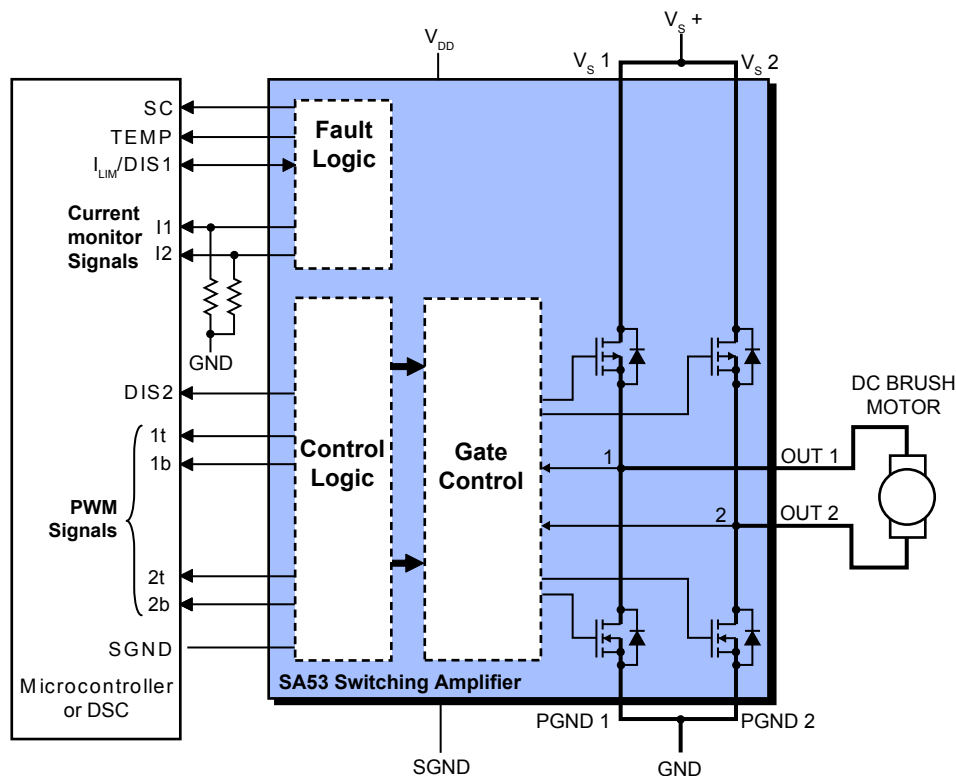 V_S +
V_DD
V_S 1
V_S 2
SC
TEMP
I_LIM/DIS1
Current
monitor
Signals
I1
I2
GND
Fault
Logic
DIS2
1t
1b
PWM
Signals
2t
2b
SGND
Microcontroller
or DSC
Control
Logic
Gate
Control
1
2
OUT 1
OUT 2
DC BRUSH
MOTOR
SA53 Switching Amplifier
PGND 1
PGND 2
SGND
GND